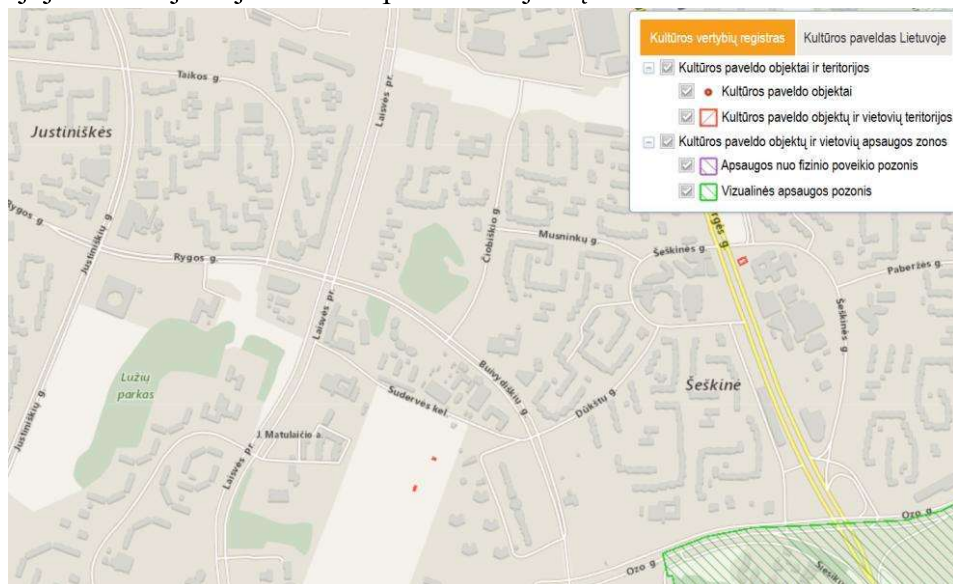 Kultūros vertybių registras
Kultūros paveldas Lietuvoje
Kultūros paveldo objektai ir teritorijos
Kultūros paveldo objektai
Kultūros paveldo objektų ir vietovių teritorijos
Kultūros paveldo objektų ir vietovių apsaugos zonos
Apsaugos nuo fizinio poveikio pozonis
Vizualinės apsaugos pozonis
Taikos g.
Laisvės pr.
Justiniškės
Rygos g.
Justiniškių g.
Čiobiškio g.
Musninkų g.
Šeškinės g.
Paberžės g.
Rygos g.
Laisvės pr.
Šeškinės g.
Lužių
parkas
Buivydiškių g.
Šeškinė
Sudervės kel.
Dūkštų g.
Justiniškių g.
J. Matulaičio a.
Laisvės pr.
Ozo g.
Ozo g.